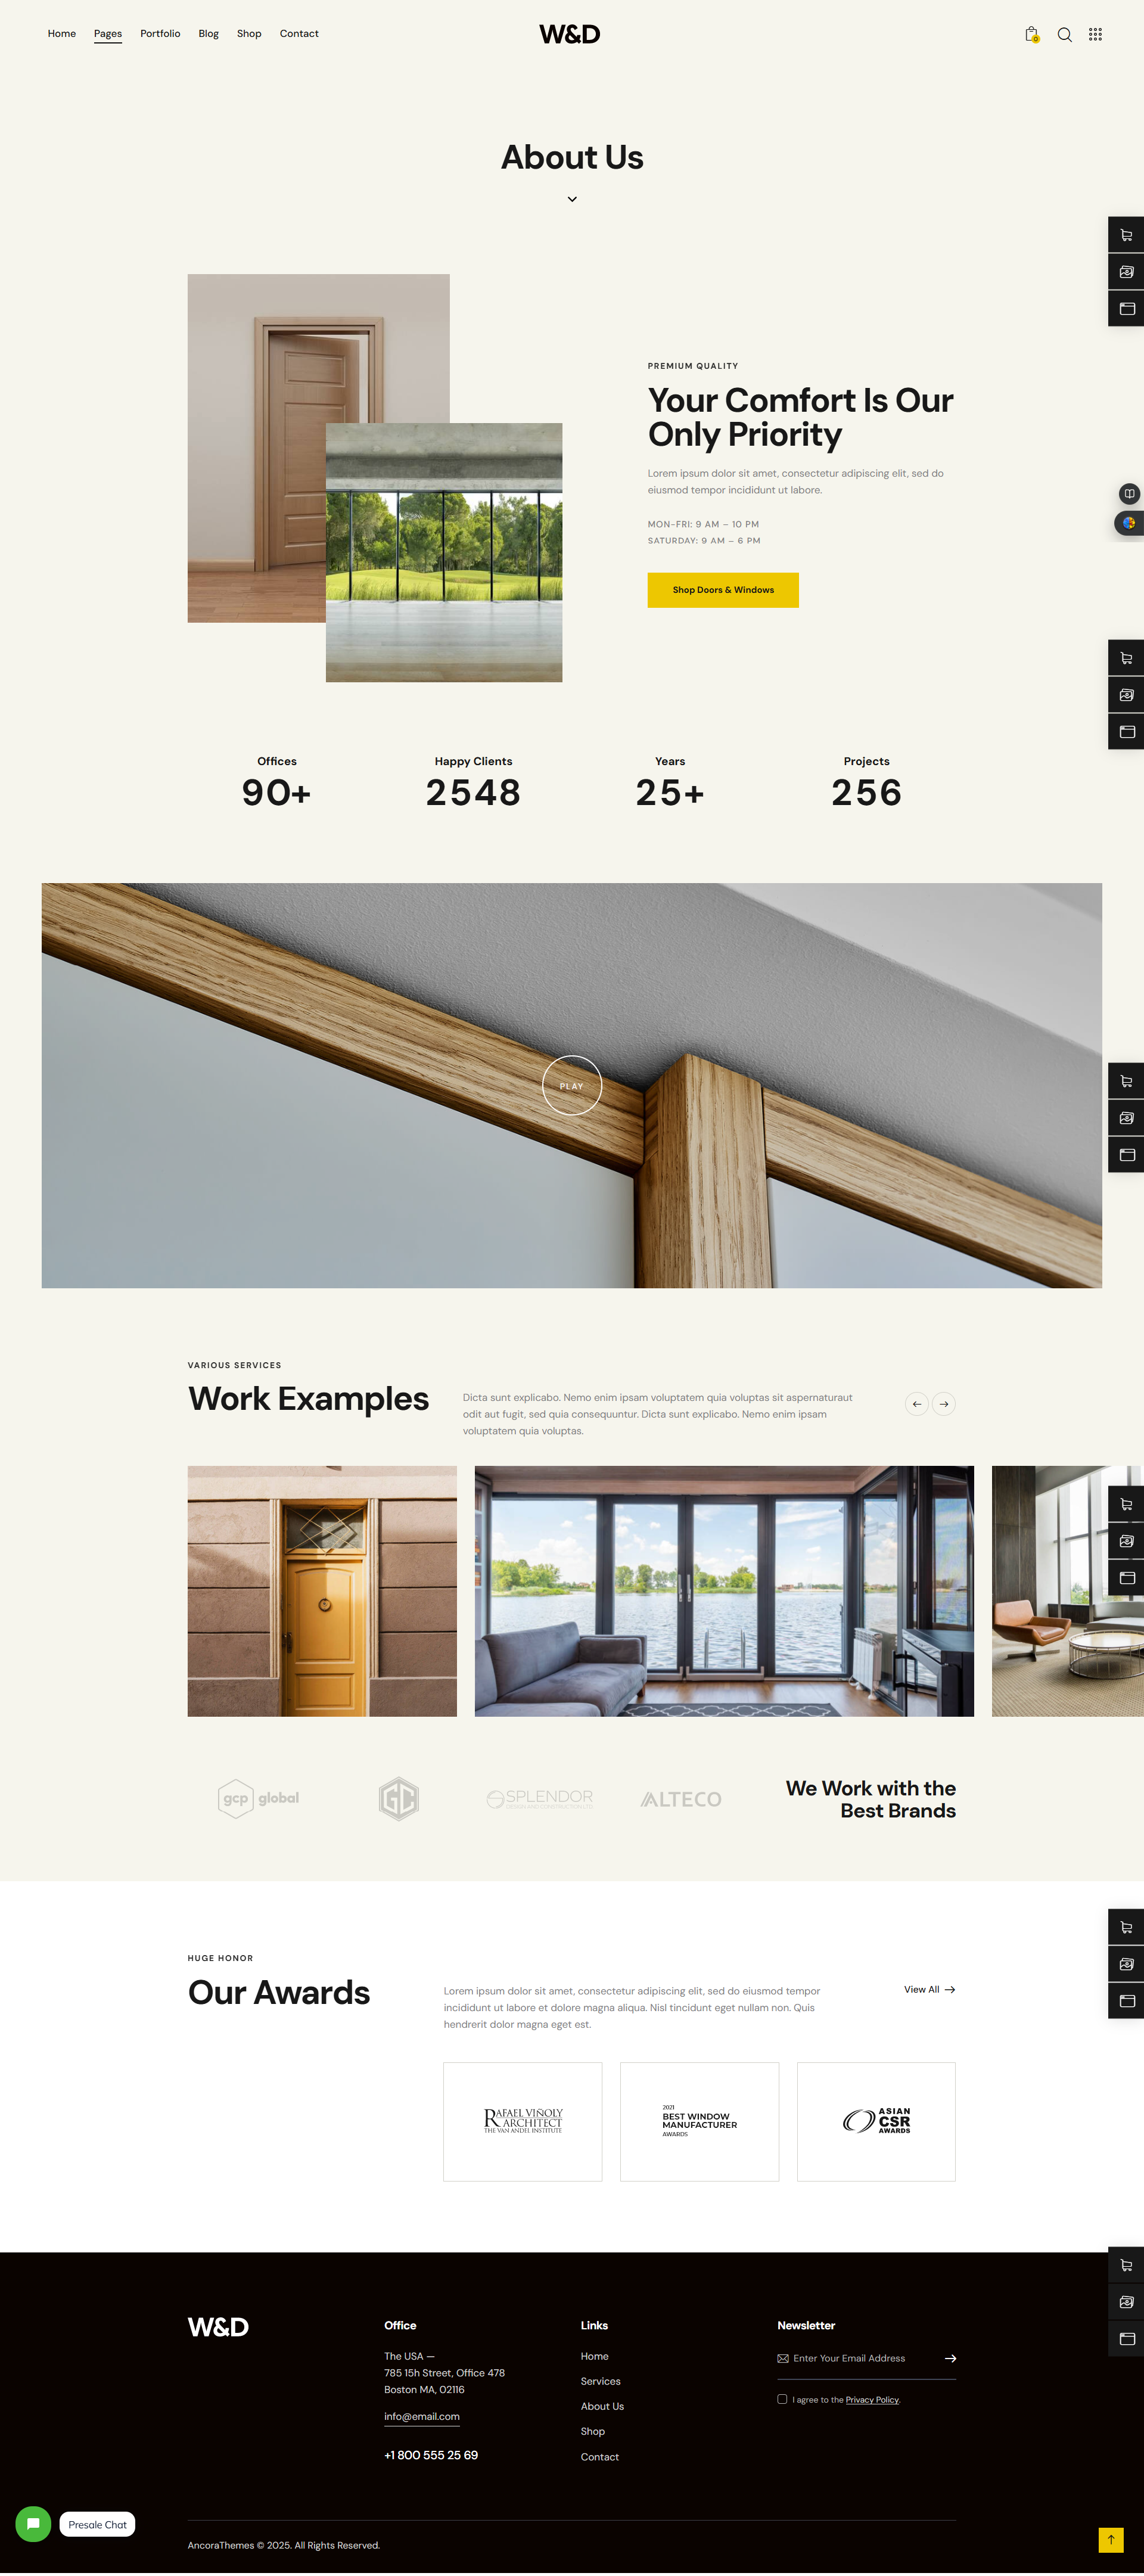 Home Pages Portfolio Blog Shop Contact
W&D
0
About Us
PREMIUM QUALITY
Your Comfort Is Our
Only Priority
Lorem ipsum dolor sit amet, consectetur adipiscing elit, sed do
eiusmod tempor incididunt ut labore.
MON-FRI: 9 AM – 10 PM
SATURDAY: 9 AM – 6 PM
Shop Doors & Windows
Offices
90+
Happy Clients
2548
Years
25+
Projects
256
PLAY
VARIOUS SERVICES
Work Examples
Dicta sunt explicabo. Nemo enim ipsam voluptatem quia voluptas sit aspernaturaut
odit aut fugit, sed quia consequuntur. Dicta sunt explicabo. Nemo enim ipsam
voluptatem quia voluptas.
gcp global
GC
SPLENDOR
DESIGN AND CONSTRUCTION LTD
ALTECO
We Work with the
Best Brands
HUGE HONOR
Our Awards
Lorem ipsum dolor sit amet, consectetur adipiscing elit, sed do eiusmod tempor
incididunt ut labore et dolore magna aliqua. Nisl tincidunt eget nullam non. Quis
hendrerit dolor magna eget est.
View All
RAFAEL VIÑOLY
ARCHITECT
THE VAN ANDEL INSTITUTE
2021
BEST WINDOW
MANUFACTURER
AWARDS
ASIAN
CSR
AWARDS
W&D
Office
The USA —
785 15h Street, Office 478
Boston MA, 02116
info@email.com
+1 800 555 25 69
Links
Home
Services
About Us
Shop
Contact
Newsletter
Enter Your Email Address
I agree to the Privacy Policy.
Presale Chat
AncoraThemes © 2025. All Rights Reserved.